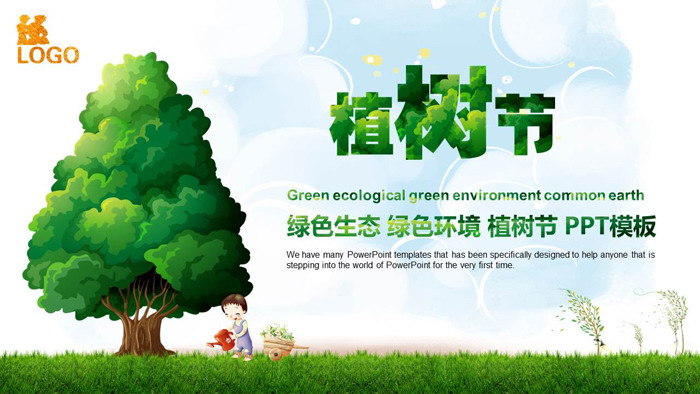 LOGO
植树节
Green ecological green environment common earth
绿色生态 绿色环境 植树节 PPT模板
We have many PowerPoint templates that has been specifically designed to help anyone that is
stepping into the world of PowerPoint for the very first time.